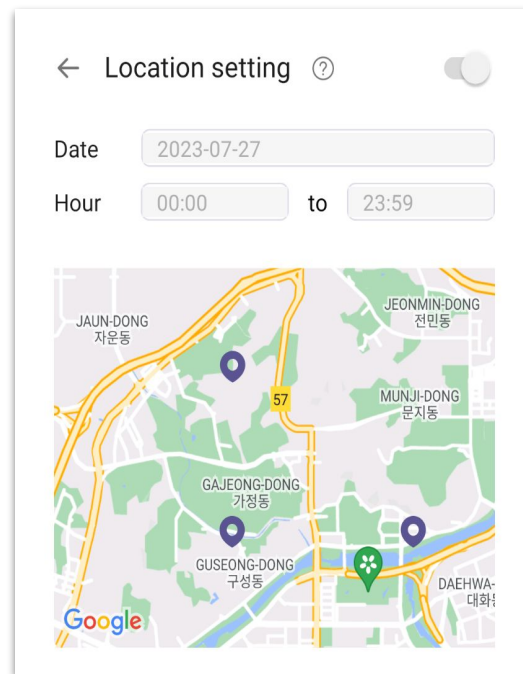 Location setting ?
Date 2023-07-27
Hour 00:00 to 23:59
JEONMIN-DONG
전민동
JAUN-DONG
자운동
57
MUNJI-DONG
문지동
GAJEONG-DONG
가정동
GUSEONG-DONG
구성동
DAEHWA-
대화
Google